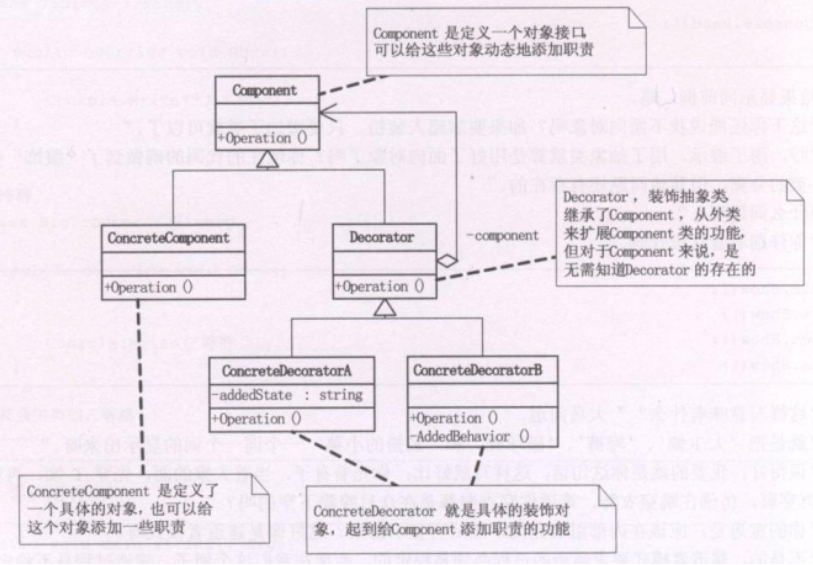 Component 是定义一个对象接口，
可以给这些对象动态地添加职责
Component
+Operation ()
Decorator，装饰抽象类，
继承了Component，从外类
来扩展Component 类的功能，
但对于Component 来说，是
无需知道Decorator 的存在的
ConcreteComponent
+Operation ()
Decorator
+Operation ()
-component
ConcreteDecoratorA
-addedState : string
+Operation ()
ConcreteDecoratorB
+Operation ()
-AddedBehavior ()
ConcreteComponent 是定义了
一个具体的对象，也可以给
这个对象添加一些职责
ConcreteDecorator 就是具体的装饰对
象，起到给Component 添加职责的功能